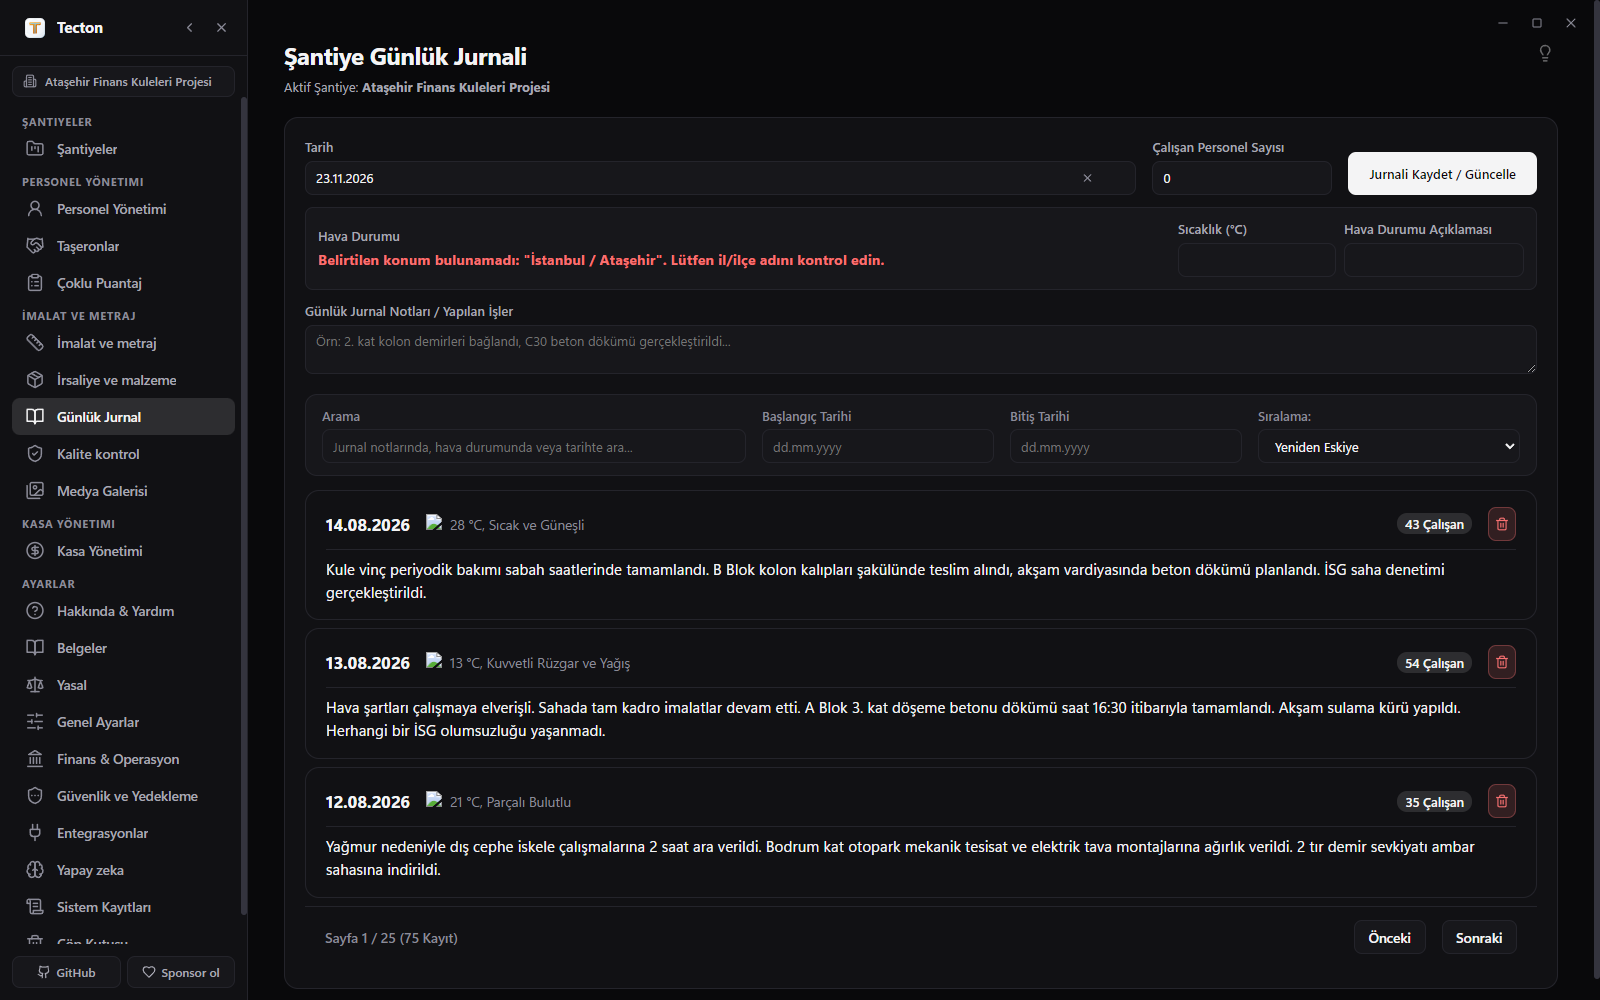 Tecton
Ataşehir Finans Kuleleri Projesi
ŞANTIYELER
Şantiyeler
PERSONEL YÖNETIMI
Personel Yönetimi
Taşeronlar
Çoklu Puantaj
İMALAT VE METRAJ
İmalat ve metraj
İrsaliye ve malzeme
Günlük Jurnal
Kalite kontrol
Medya Galerisi
KASA YÖNETIMI
Kasa Yönetimi
AYARLAR
Hakkında & Yardım
Belgeler
Yasal
Genel Ayarlar
Finans & Operasyon
Güvenlik ve Yedekleme
Entegrasyonlar
Yapay zeka
Sistem Kayıtları
Çöp Kutusu
GitHub
Sponsor ol
Şantiye Günlük Jurnali
Aktif Şantiye: Ataşehir Finans Kuleleri Projesi
Tarih
23.11.2026
Çalışan Personel Sayısı
0
Jurnali Kaydet / Güncelle
Hava Durumu
Belirtilen konum bulunamadı: "İstanbul / Ataşehir". Lütfen il/ilçe adını kontrol edin.
Sıcaklık (°C)
Hava Durumu Açıklaması
Günlük Jurnal Notları / Yapılan İşler
Örn: 2. kat kolon demirleri bağlandı, C30 beton dökümü gerçekleştirildi...
Arama
Jurnal notlarında, hava durumunda veya tarihte ara...
Başlangıç Tarihi
dd.mm.yyyy
Bitiş Tarihi
dd.mm.yyyy
Sıralama:
Yeniden Eskiye
14.08.2026 28 °C, Sıcak ve Güneşli 43 Çalışan
Kule vinç periyodik bakımı sabah saatlerinde tamamlandı. B Blok kolon kalıpları şakülünde teslim alındı, akşam vardiyasında beton dökümü planlandı. İSG saha denetimi
gerçekleştirildi.
13.08.2026 13 °C, Kuvvetli Rüzgar ve Yağış 54 Çalışan
Hava şartları çalışmaya elverişli. Sahada tam kadro imalatlar devam etti. A Blok 3. kat döşeme betonu dökümü saat 16:30 itibarıyla tamamlandı. Akşam sulama kürü yapıldı.
Herhangi bir İSG olumsuzluğu yaşanmadı.
12.08.2026 21 °C, Parçalı Bulutlu 35 Çalışan
Yağmur nedeniyle dış cephe iskele çalışmalarına 2 saat ara verildi. Bodrum kat otopark mekanik tesisat ve elektrik tava montajlarına ağırlık verildi. 2 tır demir sevkiyatı ambar
sahasına indirildi.
Sayfa 1 / 25 (75 Kayıt)
Önceki
Sonraki